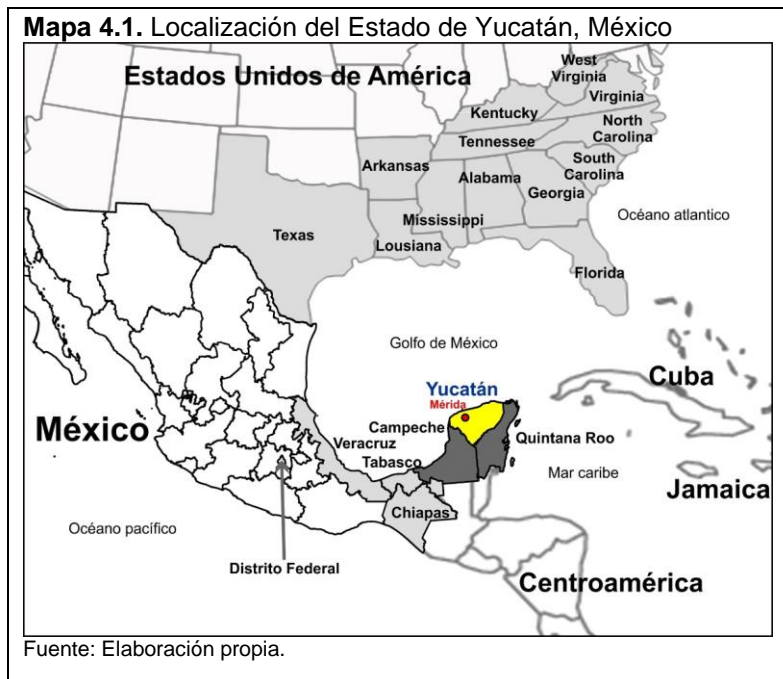 Mapa 4.1. Localización del Estado de Yucatán, México
Estados Unidos de América
West
Virginia
Virginia
Kentucky
North
Carolina
Tennessee
Arkansas
South
Carolina
Alabama
Georgia
Mississippi
Océano atlantico
Texas
Lousiana
Florida
Golfo de México
Yucatán
Mérida
Cuba
Campeche
México
Veracruz
Quintana Roo
Tabasco
Mar caribe
Jamaica
Chiapas
Océano pacífico
Distrito Federal
Centroamérica
Fuente: Elaboración propia.